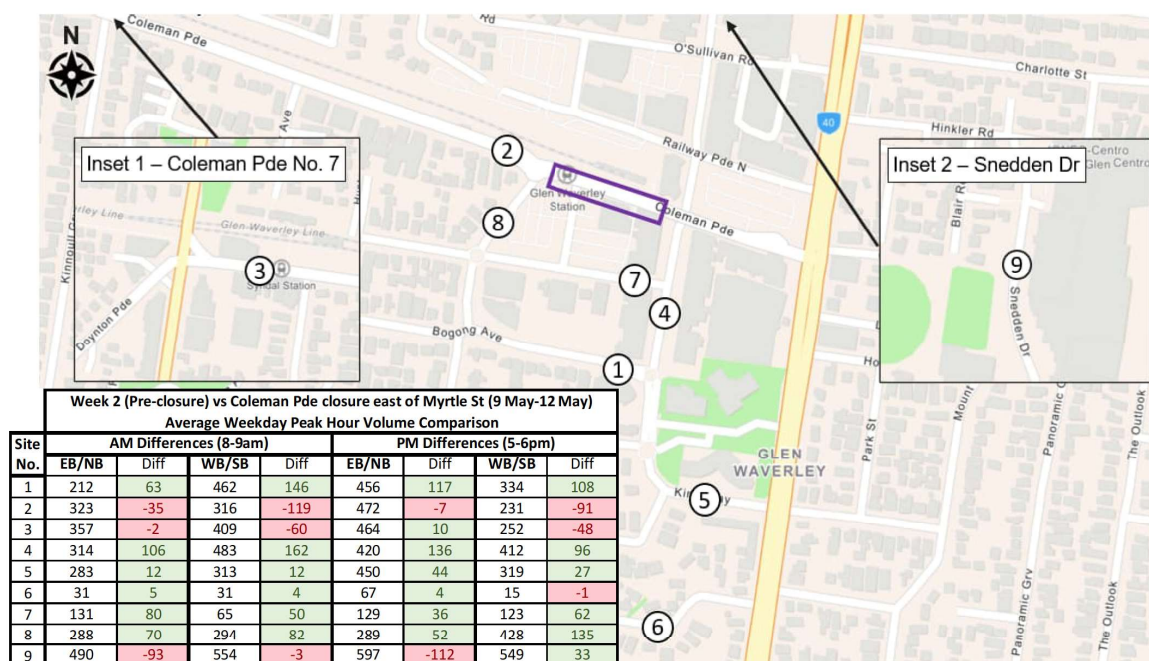 N
Coleman Pde
Rd
O'Sullivan Rd
Charlotte St
40
Hinkler Rd
Ave
Inset 1 – Coleman Pde No. 7
Inset 2 – Snedden Dr
Glen Centro
Railway Pde N
2
Glen Waverley
Station
Coleman Pde
8
Blair Rd
Kinnoull Gr
Glen Waverley Line
3
Syndal Station
Doynton Pde
9
Snedden Dr
7
4
Bogong Ave
1
Mount
Park St
Panoramic G
The Outlook
GLEN
WAVERLEY
5
6
Panoramic Grv
The Outlook
Week 2 (Pre-closure) vs Coleman Pde closure east of Myrtle St (9 May-12 May)
Average Weekday Peak Hour Volume Comparison
Site No. AM Differences (8-9am) PM Differences (5-6pm)
EB/NB Diff WB/SB Diff EB/NB Diff WB/SB Diff
1 212 63 462 146 456 117 334 108
2 323 -35 316 -119 472 -7 231 -91
3 357 -2 409 -60 464 10 252 -48
4 314 106 483 162 420 136 412 96
5 283 12 313 12 450 44 319 27
6 31 5 31 4 67 4 15 -1
7 131 80 65 50 129 36 123 62
8 288 70 294 82 289 52 428 135
9 490 -93 554 -3 597 -112 549 33